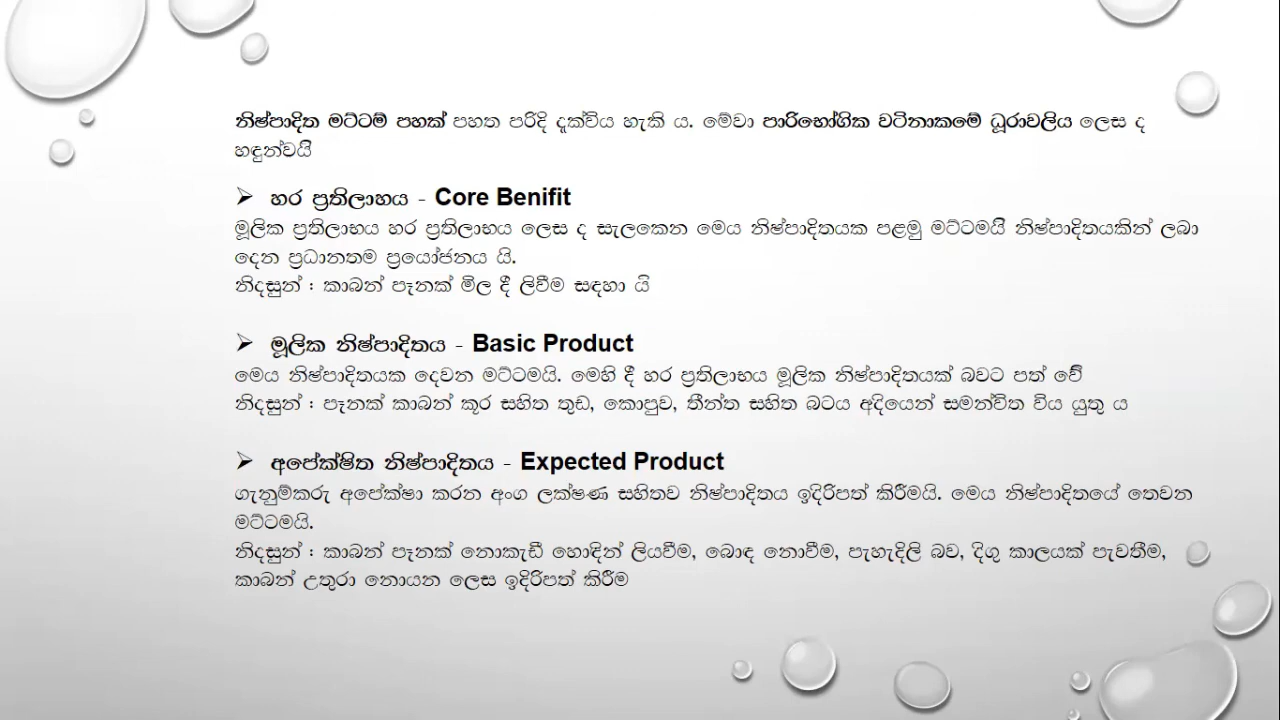 නිෂ්පාදිත මට්ටම් පහක් පහත පරිදි දැක්විය හැකි ය. මේවා පාරිභෝගික වටිනාකමේ ධූරාවලිය ලෙස ද
හඳුන්වයි
➢ හර ප්‍රතිලාභය - Core Benifit
මූලික ප්‍රතිලාභය හර ප්‍රතිලාභය ලෙස ද සැලකෙන මෙය නිෂ්පාදිතයක පළමු මට්ටමයි නිෂ්පාදිතයකින් ලබා
දෙන ප්‍රධානතම ප්‍රයෝජනය යි.
නිදසුන් : කාබන් පෑනක් මිල දී ලිවීම සඳහා යි
➢ මූලික නිෂ්පාදිතය - Basic Product
මෙය නිෂ්පාදිතයක දෙවන මට්ටමයි. මෙහි දී හර ප්‍රතිලාභය මූලික නිෂ්පාදිතයක් බවට පත් වේ
නිදසුන් : පෑනක් කාබන් කූර සහිත තුඩ, කොපුව, තීන්ත සහිත බටය අදියෙන් සමන්විත විය යුතු ය
➢ අපේක්ෂිත නිෂ්පාදිතය - Expected Product
ගැනුම්කරු අපේක්ෂා කරන අංග ලක්ෂණ සහිතව නිෂ්පාදිතය ඉදිරිපත් කිරීමයි. මෙය නිෂ්පාදිතයේ තෙවන
මට්ටමයි.
නිදසුන් : කාබන් පෑනක් නොකැඩී හොඳින් ලියවීම, බොඳ නොවීම, පැහැදිලි බව, දිගු කාලයක් පැවතීම,
කාබන් උතුරා නොයන ලෙස ඉදිරිපත් කිරීම